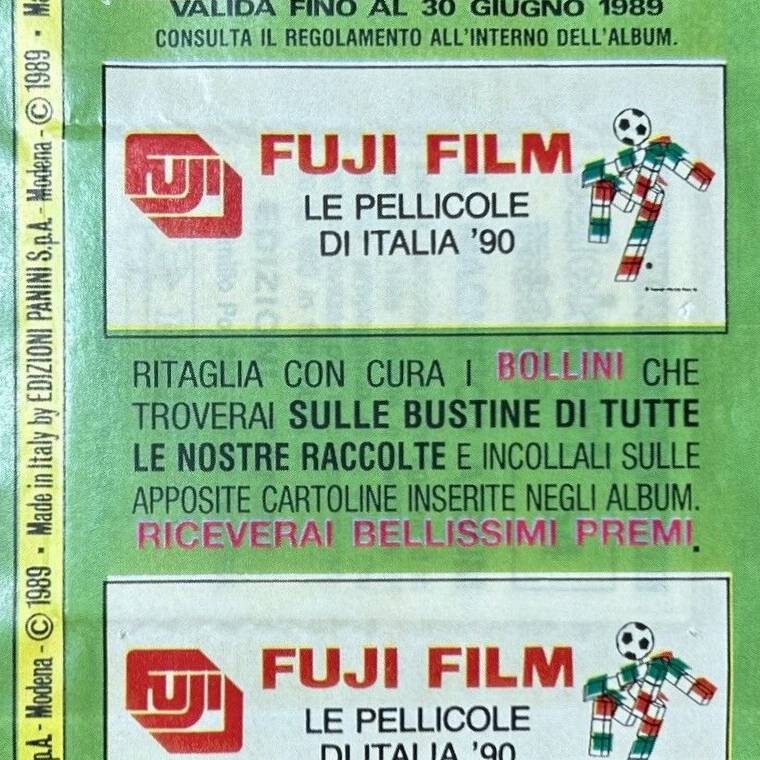 VALIDA FINO AL 30 GIUGNO 1989
CONSULTA IL REGOLAMENTO ALL'INTERNO DELL'ALBUM.
FUJI
FUJI FILM
LE PELLICOLE
DI ITALIA '90
RITAGLIA CON CURA I BOLLINI CHE
TROVERAI SULLE BUSTINE DI TUTTE
LE NOSTRE RACCOLTE E INCOLLALI SULLE
APPOSITE CARTOLINE INSERITE NEGLI ALBUM.
RICEVERAI BELLISSIMI PREMI.
FUJI
FUJI FILM
LE PELLICOLE
DI ITALIA '90
p.A. - Modena - © 1989 • Made in Italy by EDIZIONI PANINI S.p.A. - Modena - © 1989 • Ma